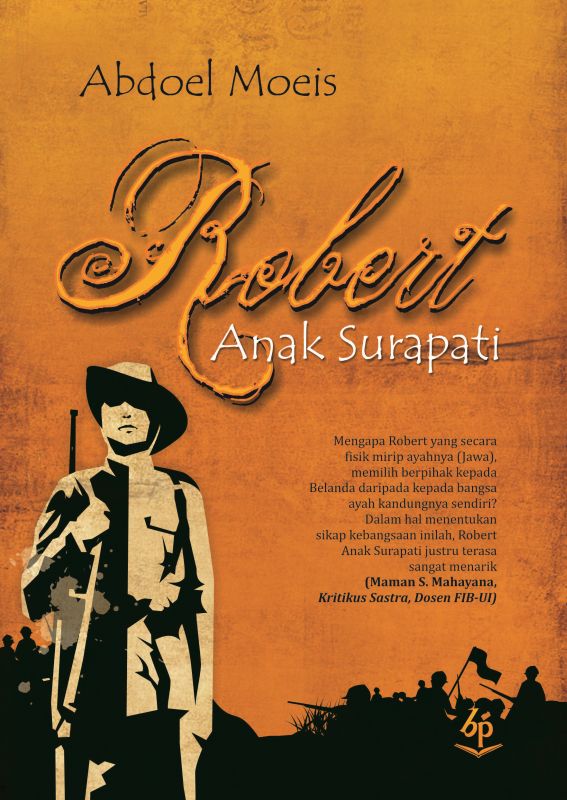 Abdoel Moeis
Robert
Anak Surapati
Mengapa Robert yang secara
fisik mirip ayahnya (Jawa),
memilih berpihak kepada
Belanda daripada kepada bangsa
ayah kandungnya sendiri?
Dalam hal menentukan
sikap kebangsaan inilah, Robert
Anak Surapati justru terasa
sangat menarik
(Maman S. Mahayana,
Kritikus Sastra, Dosen FIB-UI)
bp